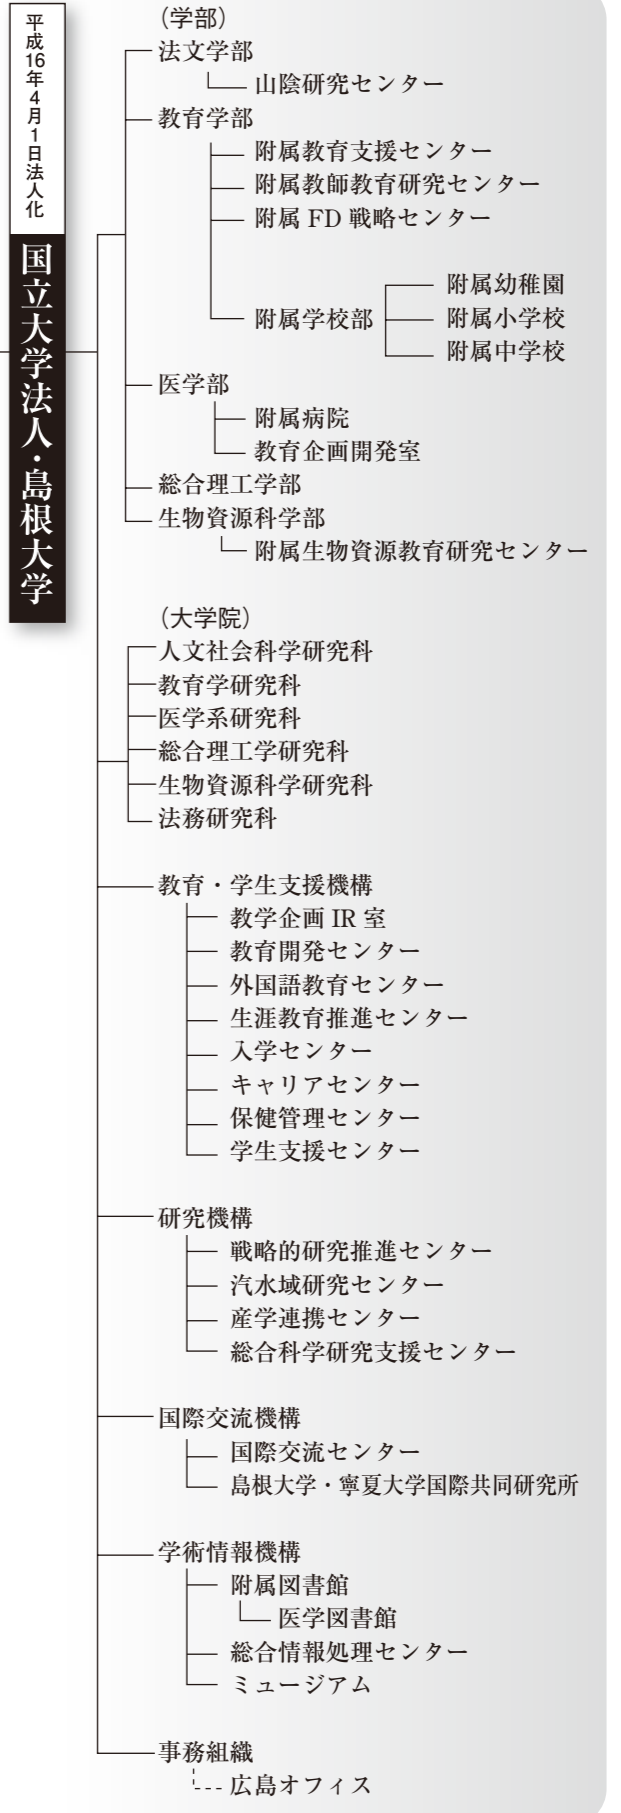 平成16年4月1日法人化
国立大学法人・島根大学
(学部)
法文学部
山陰研究センター
教育学部
附属教育支援センター
附属教師教育研究センター
附属 FD 戦略センター
附属学校部
附属幼稚園
附属小学校
附属中学校
医学部
附属病院
教育企画開発室
総合理工学部
生物資源科学部
附属生物資源教育研究センター
(大学院)
人文社会科学研究科
教育学研究科
医学系研究科
総合理工学研究科
生物資源科学研究科
法務研究科
教育・学生支援機構
教学企画 IR 室
教育開発センター
外国語教育センター
生涯教育推進センター
入学センター
キャリアセンター
保健管理センター
学生支援センター
研究機構
戦略的研究推進センター
汽水域研究センター
産学連携センター
総合科学研究支援センター
国際交流機構
国際交流センター
島根大学・寧夏大学国際共同研究所
学術情報機構
附属図書館
医学図書館
総合情報処理センター
ミュージアム
事務組織
広島オフィス